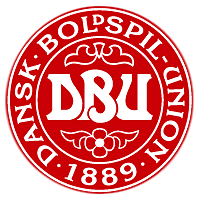 DANSK · BOLDSPIL-UNION
DBU
· 1889 ·